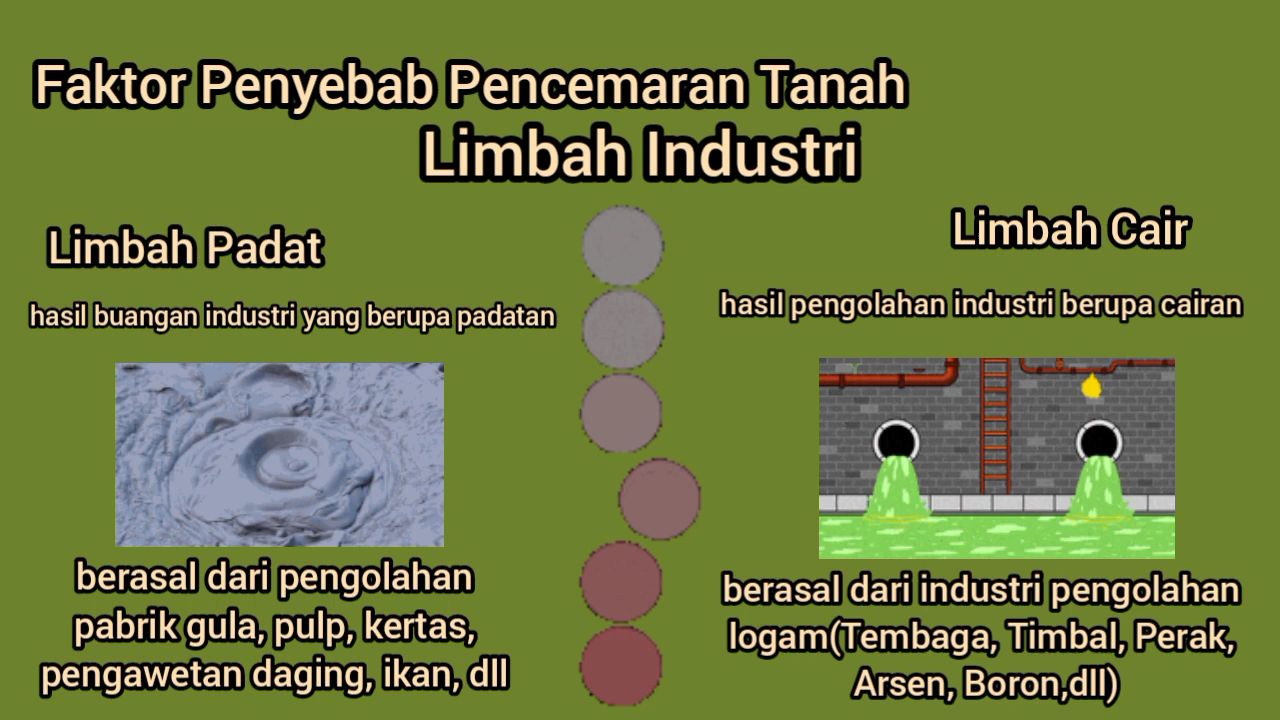 Faktor Penyebab Pencemaran Tanah
Limbah Industri
Limbah Padat
hasil buangan industri yang berupa padatan
berasal dari pengolahan
pabrik gula, pulp, kertas,
pengawetan daging, ikan, dll
Limbah Cair
hasil pengolahan industri berupa cairan
berasal dari industri pengolahan
logam(Tembaga, Timbal, Perak,
Arsen, Boron,dll)